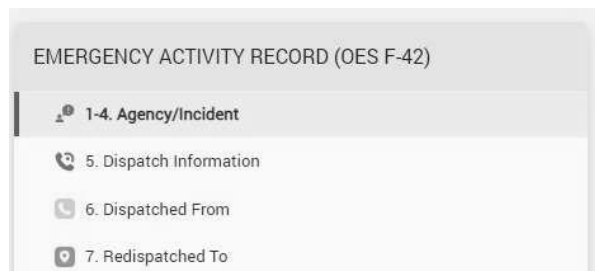 EMERGENCY ACTIVITY RECORD (OES F-42)
1-4. Agency/Incident
5. Dispatch Information
6. Dispatched From
7. Redispatched To